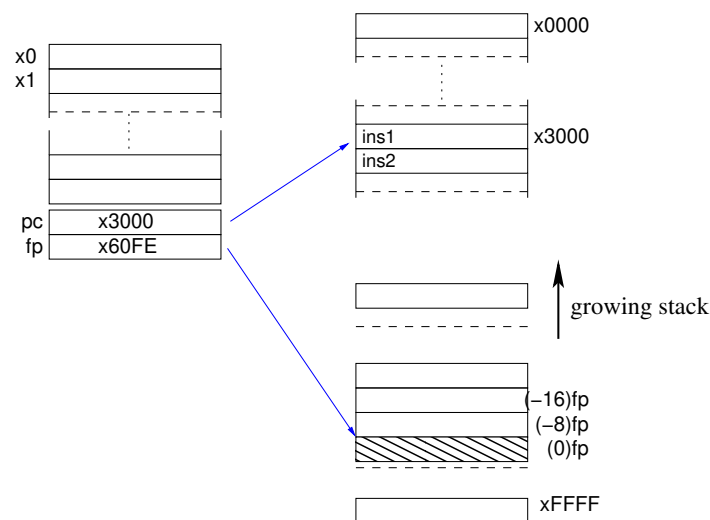 x0
x1
pc x3000
fp x60FE
x0000
ins1 x3000
ins2
growing stack
(−16)fp
(−8)fp
(0)fp
xFFFF